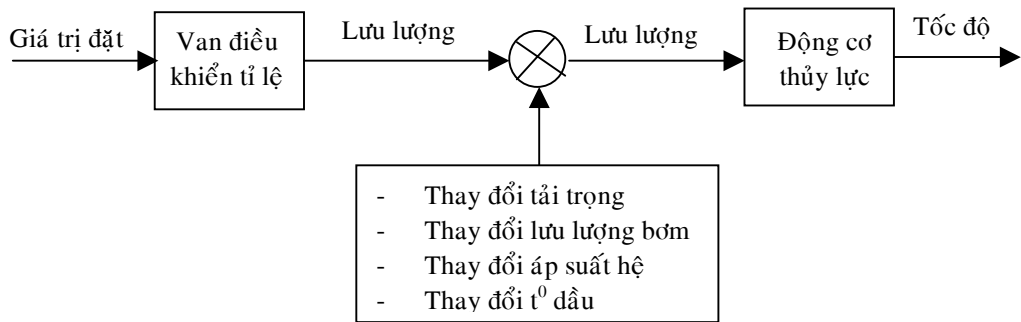 Giá trị đặt
Van điều
khiển tỉ lệ
Lưu lượng
Lưu lượng
Động cơ
thủy lực
Tốc độ
- Thay đổi tải trọng
- Thay đổi lưu lượng bơm
- Thay đổi áp suất hệ
- Thay đổi t⁰ dầu